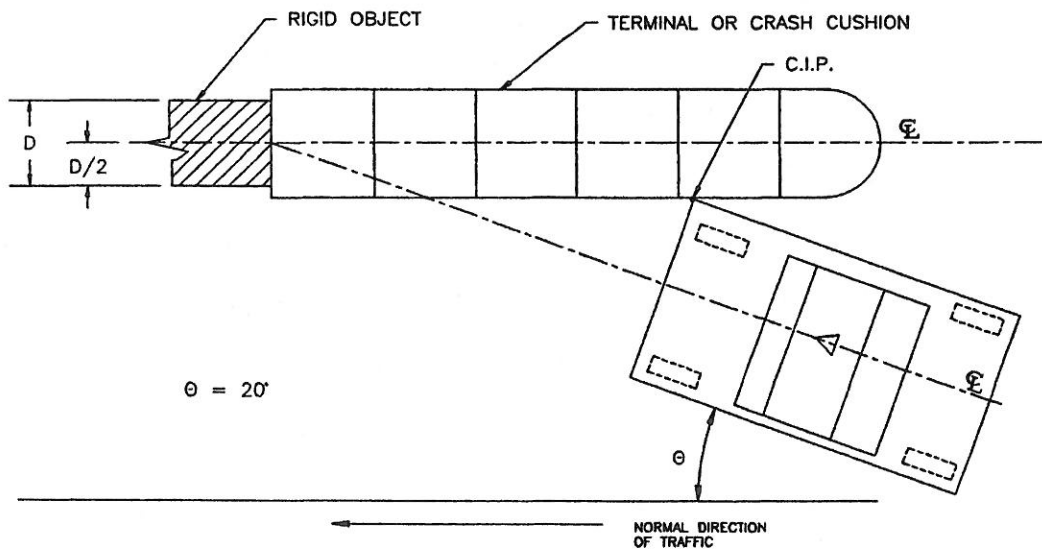 RIGID OBJECT
TERMINAL OR CRASH CUSHION
C.I.P.
D
D/2
℄
Θ = 20°
℄
Θ
NORMAL DIRECTION
OF TRAFFIC